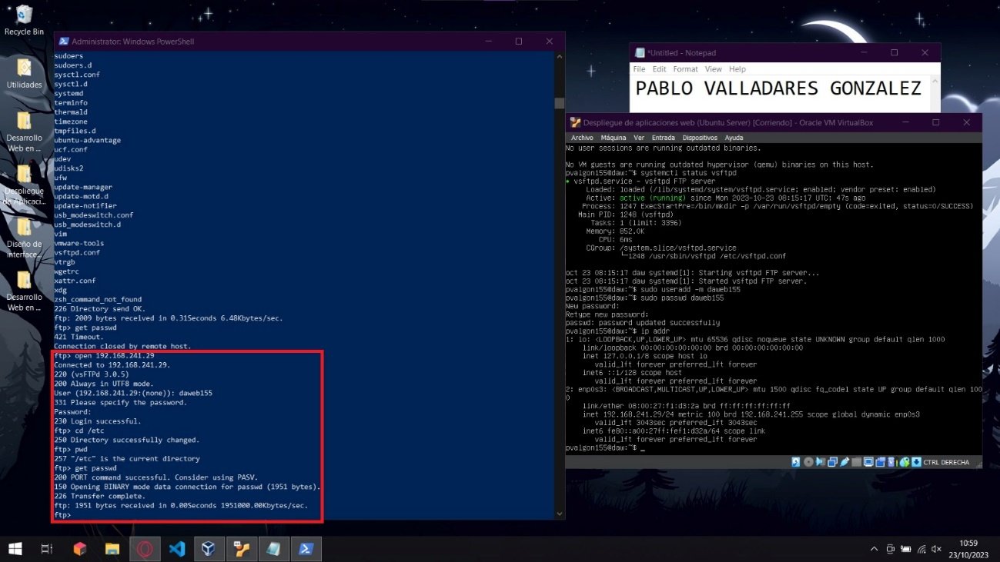 Recycle Bin
Utilidades
Desarrollo
Web en ...
Despliegue
da Aplicaci...
Diseño de
interface...
Desarrollo
Web en ...
Administrator: Windows PowerShell
sudoers
sudoers.d
sysctl.conf
sysctl.d
systemd
terminfo
thermald
timezone
tmpfiles.d
ubuntu-advantage
ucf.conf
udev
udisks2
ufw
update-manager
update-motd.d
update-notifier
usb_modeswitch.conf
usb_modeswitch.d
vim
vmware-tools
vsftpd.conf
vtrgb
wgetrc
xattr.conf
xdg
zsh_command_not_found
226 Directory send OK.
ftp: 2009 bytes received in 0.31Seconds 6.48Kbytes/sec.
ftp> get passwd
421 Timeout.
Connection closed by remote host.
ftp> open 192.168.241.29
Connected to 192.168.241.29.
220 (vsFTPd 3.0.5)
200 Always in UTF8 mode.
User (192.168.241.29:(none)): daweb155
331 Please specify the password.
Password:
230 Login successful.
ftp> cd /etc
250 Directory successfully changed.
ftp> pwd
257 "/etc" is the current directory
ftp> get passwd
200 PORT command successful. Consider using PASV.
150 Opening BINARY mode data connection for passwd (1951 bytes).
226 Transfer complete.
ftp: 1951 bytes received in 0.00Seconds 1951000.00Kbytes/sec.
ftp>
*Untitled - Notepad
File Edit Format View Help
PABLO VALLADARES GONZALEZ
Despliegue de aplicaciones web (Ubuntu Server) [Corriendo] - Oracle VM VirtualBox
Archivo Máquina Ver Entrada Dispositivos Ayuda
No user sessions are running outdated binaries.
No VM guests are running outdated hypervisor (qemu) binaries on this host.
pvalgon155@daw:~$ systemctl status vsftpd
● vsftpd.service - vsftpd FTP server
Loaded: loaded (/lib/systemd/system/vsftpd.service; enabled; vendor preset: enabled)
Active: active (running) since Mon 2023-10-23 08:15:17 UTC; 47s ago
Process: 1247 ExecStartPre=/bin/mkdir -p /var/run/vsftpd/empty (code=exited, status=0/SUCCESS)
Main PID: 1248 (vsftpd)
Tasks: 1 (limit: 3396)
Memory: 852.0K
CPU: 6ms
CGroup: /system.slice/vsftpd.service
└─1248 /usr/sbin/vsftpd /etc/vsftpd.conf
oct 23 08:15:17 daw systemd[1]: Starting vsftpd FTP server...
oct 23 08:15:17 daw systemd[1]: Started vsftpd FTP server.
pvalgon155@daw:~$ sudo useradd -m daweb155
pvalgon155@daw:~$ sudo passwd daweb155
New password:
Retype new password:
passwd: password updated successfully
pvalgon155@daw:~$ ip addr
1: lo: <LOOPBACK,UP,LOWER_UP> mtu 65536 qdisc noqueue state UNKNOWN group default qlen 1000
link/loopback 00:00:00:00:00:00 brd 00:00:00:00:00:00
inet 127.0.0.1/8 scope host lo
valid_lft forever preferred_lft forever
inet6 ::1/128 scope host
valid_lft forever preferred_lft forever
2: enp0s3: <BROADCAST,MULTICAST,UP,LOWER_UP> mtu 1500 qdisc fq_codel state UP group default qlen 100
0
link/ether 08:00:27:f1:d3:2a brd ff:ff:ff:ff:ff:ff
inet 192.168.241.29/24 metric 100 brd 192.168.241.255 scope global dynamic enp0s3
valid_lft 3043sec preferred_lft 3043sec
inet6 fe80::a00:27ff:fef1:d32a/64 scope link
valid_lft forever preferred_lft forever
pvalgon155@daw:~$ _
CTRL DERECHA
10:59
23/10/2023